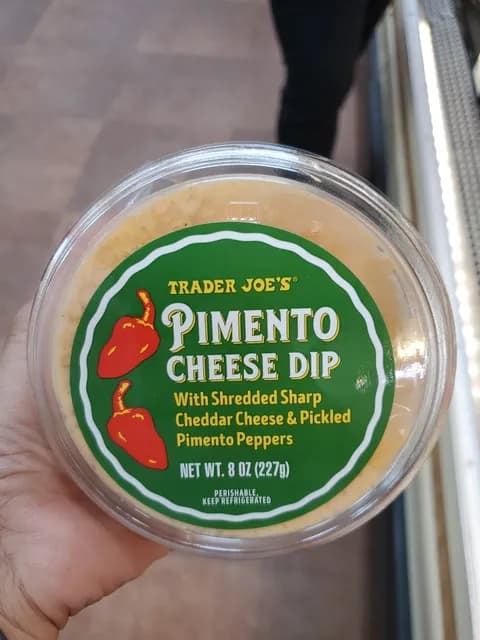 TRADER JOE'S®
PIMENTO
CHEESE DIP
With Shredded Sharp
Cheddar Cheese & Pickled
Pimento Peppers
NET WT. 8 OZ (227g)
PERISHABLE,
KEEP REFRIGERATED